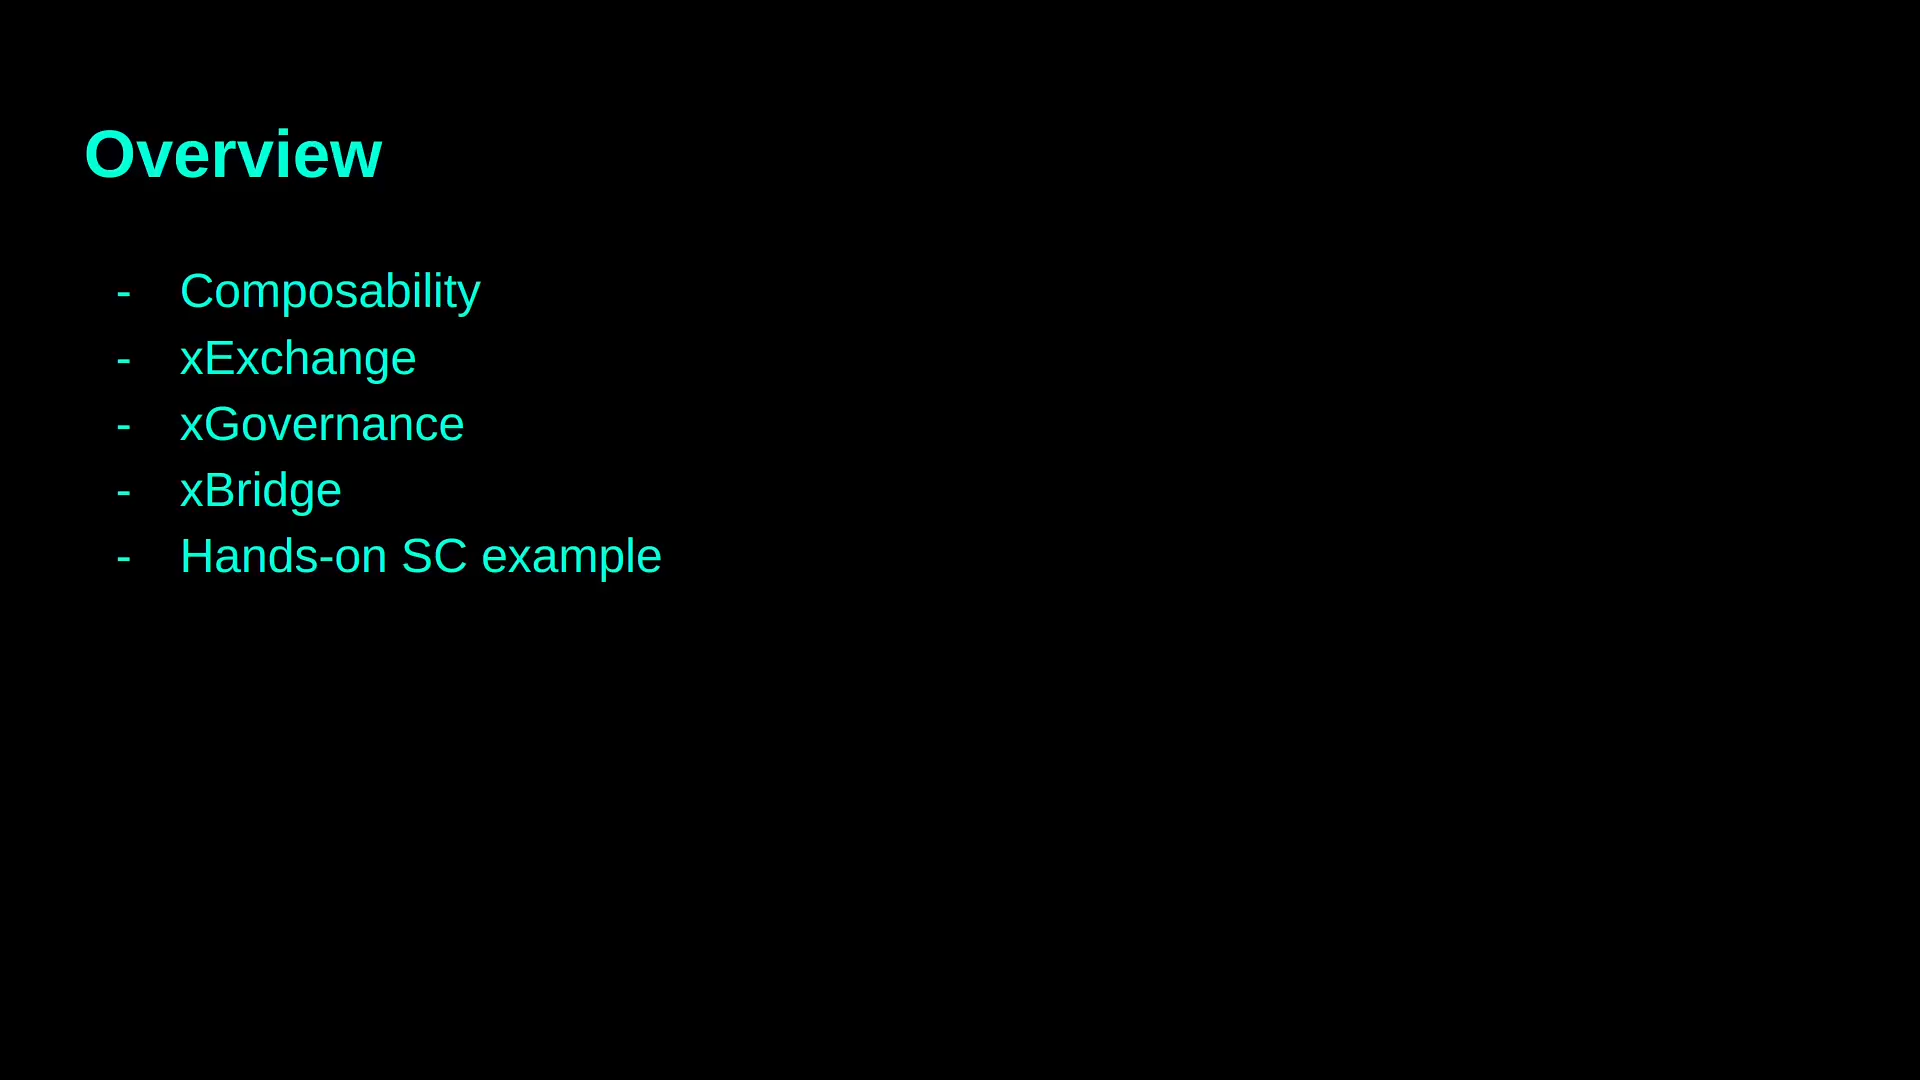 Overview
- Composability
- xExchange
- xGovernance
- xBridge
- Hands-on SC example